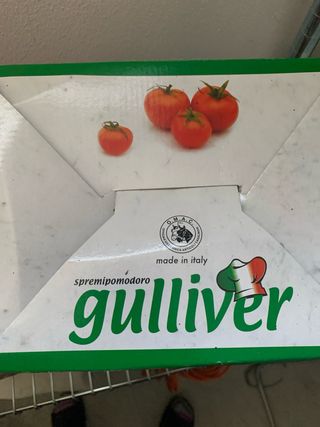 O.M.A.C.
made in italy
spremipomodoro
gulliver